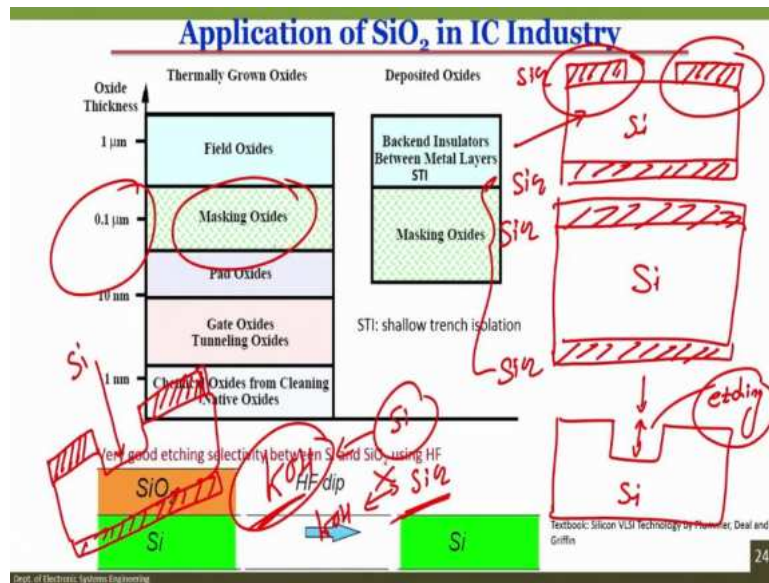 Application of SiO₂ in IC Industry
Thermally Grown Oxides
Deposited Oxides
Oxide
Thickness
1 µm
0.1 µm
10 nm
1 nm
Field Oxides
Masking Oxides
Pad Oxides
Gate Oxides
Tunneling Oxides
Chemical Oxides from Cleaning
Native Oxides
Backend Insulators
Between Metal Layers
STI
Masking Oxides
STI: shallow trench isolation
SiO₂
Si
SiO₂
SiO₂
Si
SiO₂
etching
Si
Si
Si
KOH
SiO₂
KOH
Very good etching selectivity between Si and SiO₂ using HF
SiO₂
HF dip
Si
Si
Textbook: Silicon VLSI Technology by Plummer, Deal and
Griffin
24
Dept. of Electronic Systems Engineering